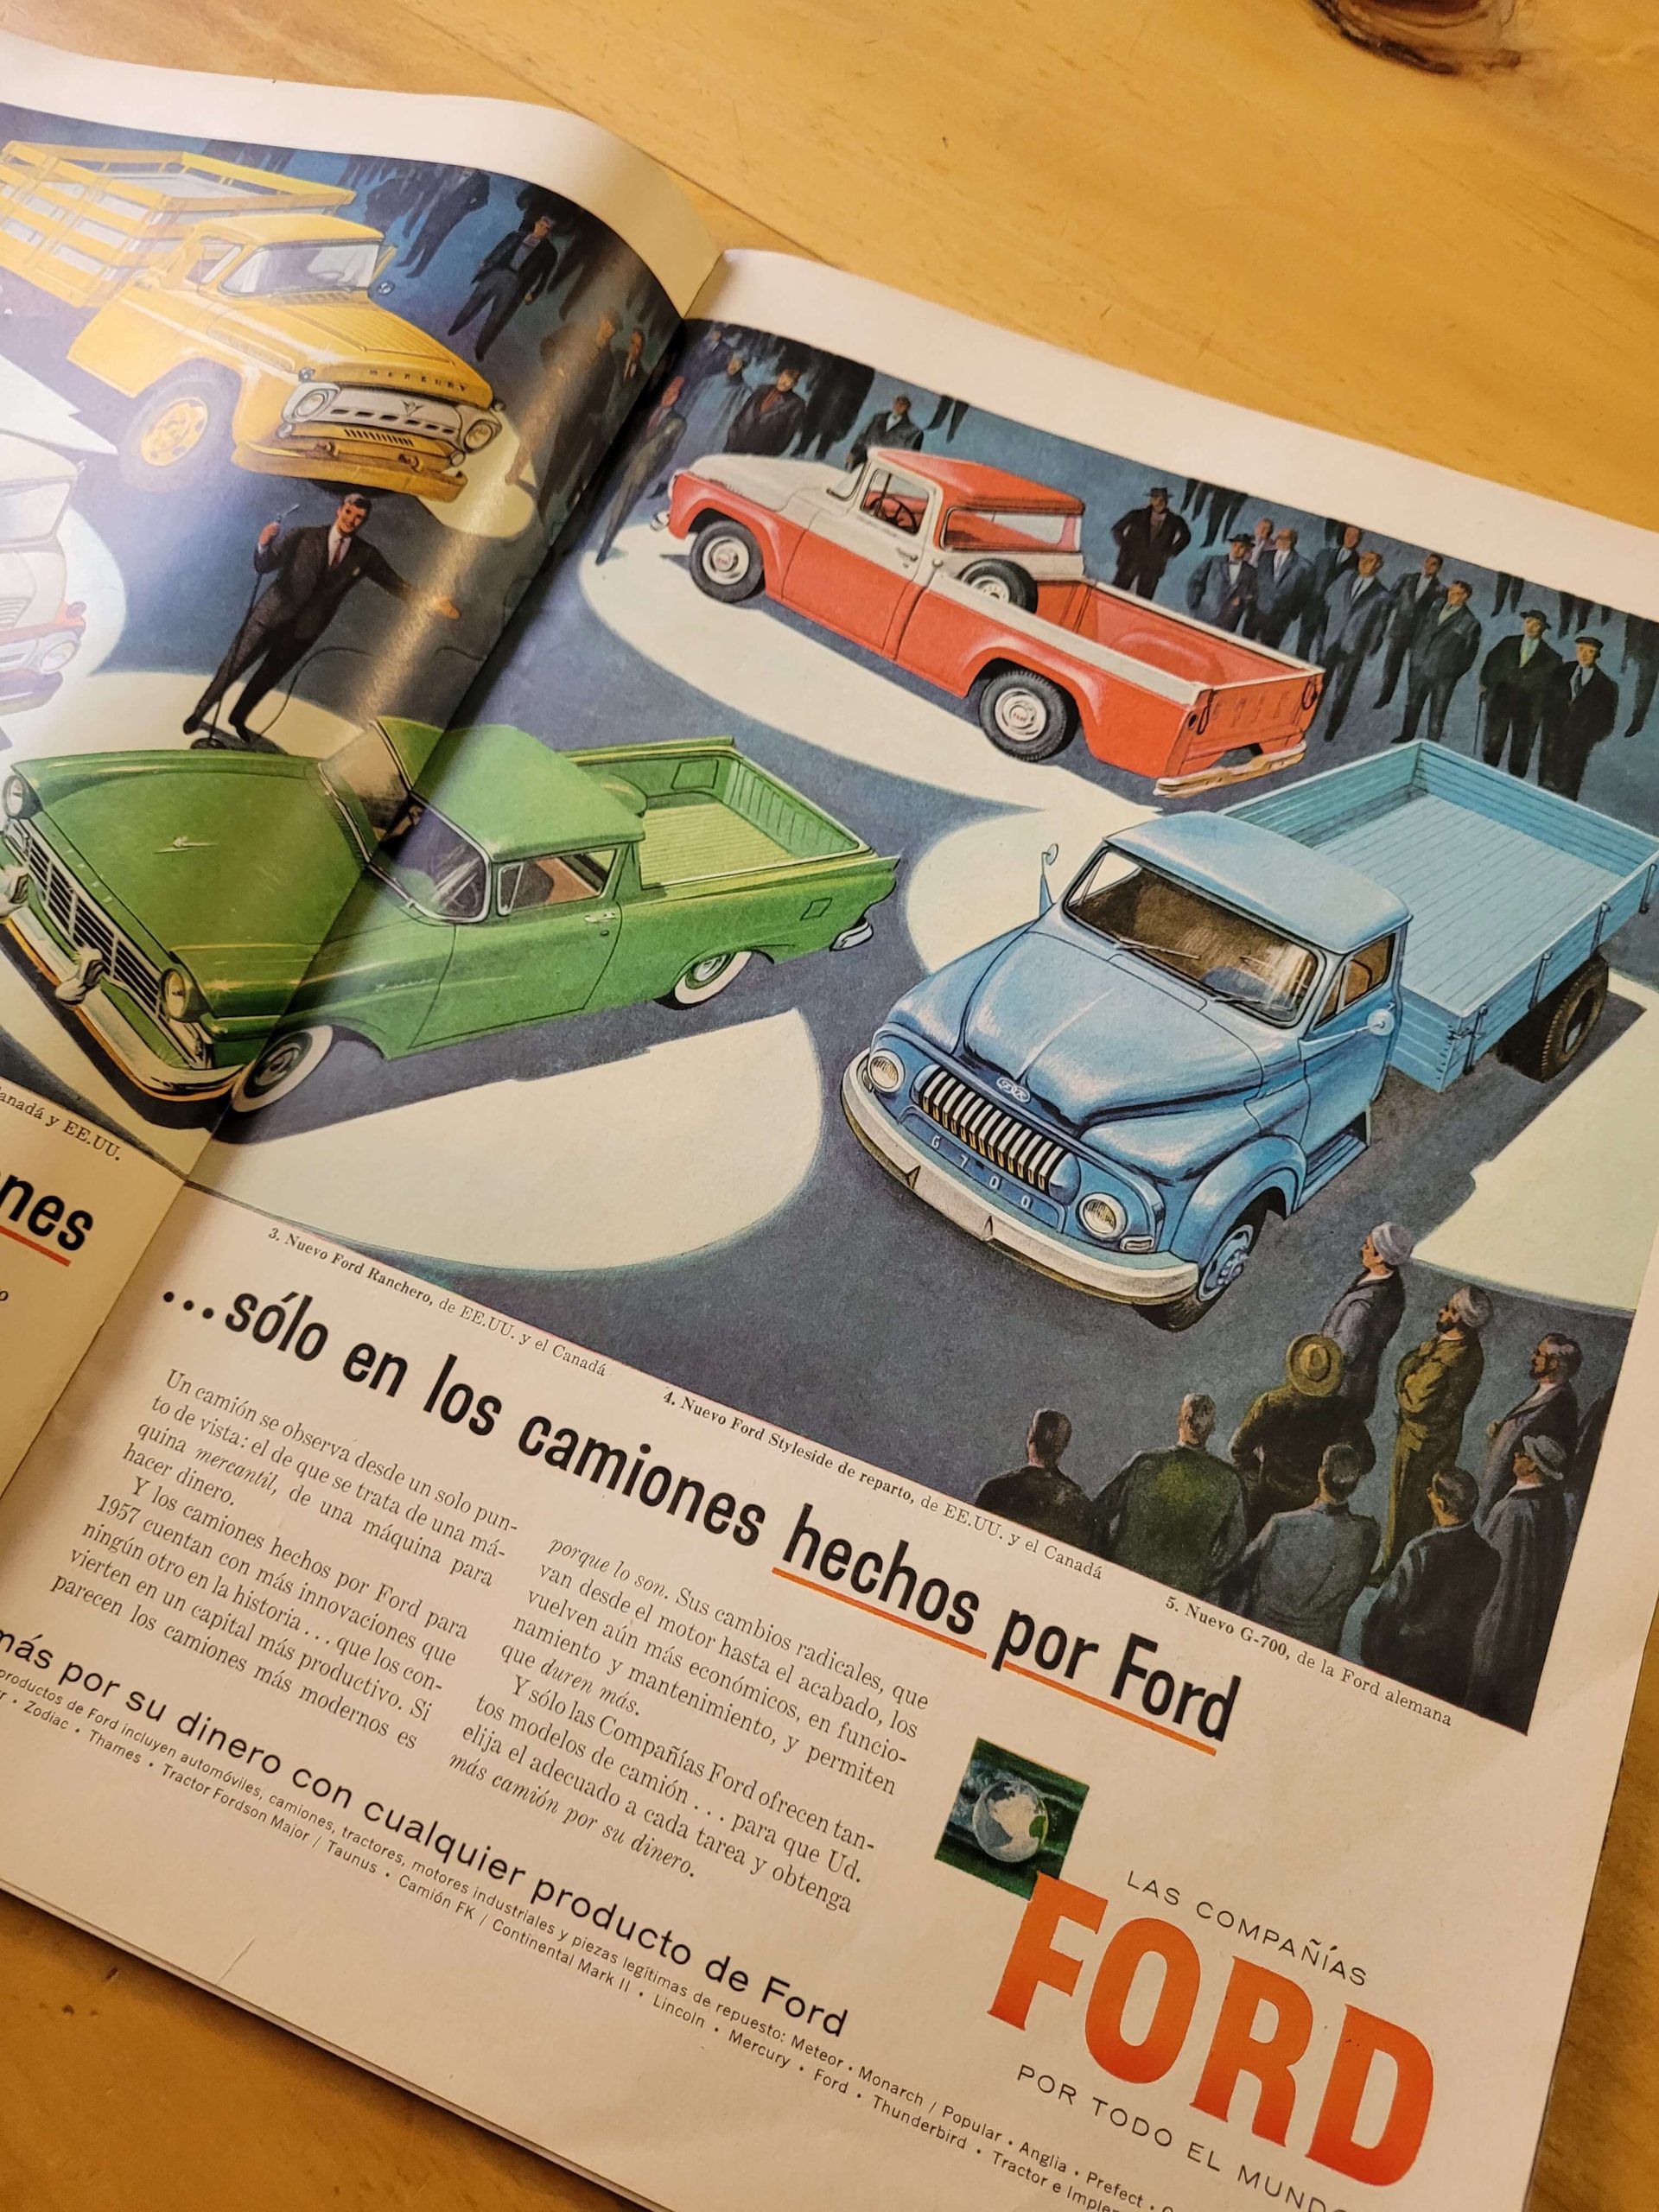 MERCURY
FORD
G 700
anadá y EE.UU.
3. Nuevo Ford Ranchero, de EE.UU. y el Canadá
4. Nuevo Ford Styleside de reparto, de EE.UU. y el Canadá
5. Nuevo G-700, de la Ford alemana
nes
...sólo en los camiones hechos por Ford
o
Un camión se observa desde un solo pun-
to de vista: el de que se trata de una má-
quina mercantil, de una máquina para
hacer dinero.
Y los camiones hechos por Ford para
1957 cuentan con más innovaciones que
ningún otro en la historia . . . que los con-
vierten en un capital más productivo. Si
parecen los camiones más modernos es
porque lo son. Sus cambios radicales, que
van desde el motor hasta el acabado, los
vuelven aún más económicos, en funcio-
namiento y mantenimiento, y permiten
que duren más.
Y sólo las Compañías Ford ofrecen tan-
tos modelos de camión . . . para que Ud.
elija el adecuado a cada tarea y obtenga
más camión por su dinero.
más por su dinero con cualquier producto de Ford
productos de Ford incluyen automóviles, camiones, tractores, motores industriales y piezas legítimas de repuesto: Meteor • Monarch / Popular • Anglia • Prefect •
r • Zodiac • Thames • Tractor Fordson Major / Taunus • Camión FK / Continental Mark II • Lincoln • Mercury • Ford • Thunderbird • Tractor e Imple
LAS COMPAÑÍAS
FORD
POR TODO EL MUNDO